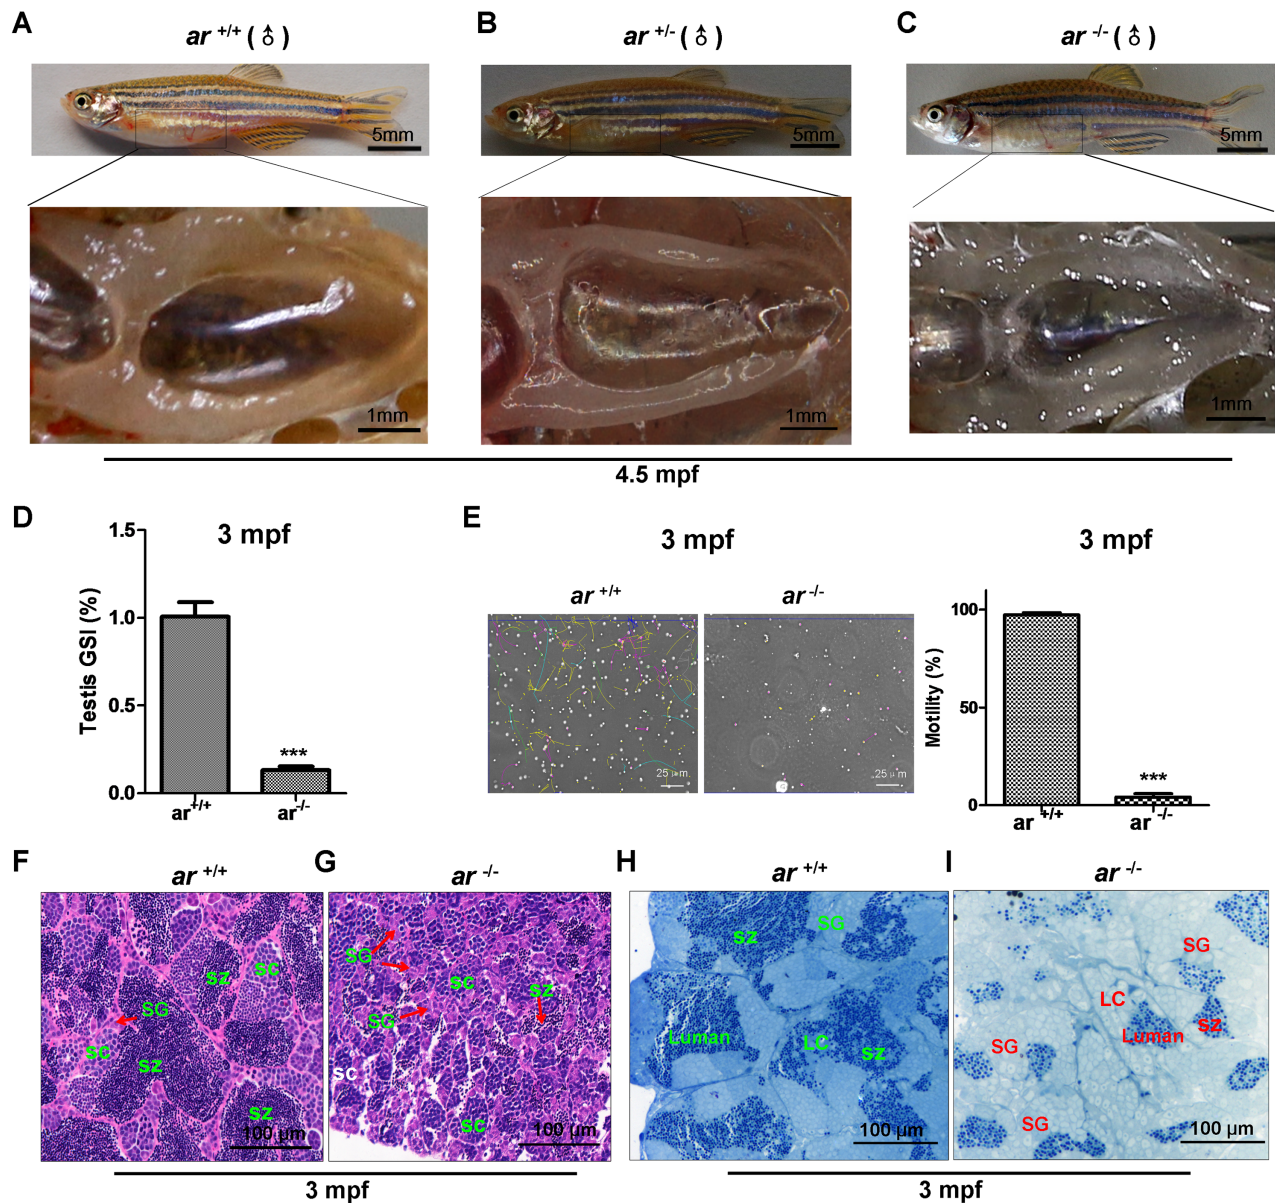 A
B
C
ar +/+ (♂)
ar +/- (♂)
ar -/- (♂)
5mm
5mm
5mm
1mm
1mm
1mm
4.5 mpf
D
E
3 mpf
3 mpf
3 mpf
Testis GSI (%)
1.5
1.0
0.5
0.0
***
ar+/+
ar-/-
ar +/+
ar -/-
25 μm
25 μm
Motility (%)
100
50
0
***
ar +/+
ar -/-
F
G
H
I
ar +/+
ar -/-
ar +/+
ar -/-
sz
sc
SG
sc
sz
sz
100 μm
SG
sc
sz
SG
sc
sc
100 μm
sz
SG
Luman
LC
sz
100 μm
SG
LC
Luman
sz
SG
SG
100 μm
3 mpf
3 mpf